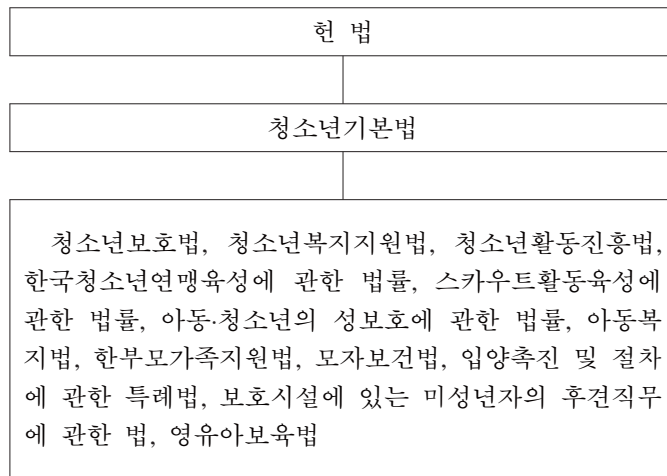 헌 법
청소년기본법
청소년보호법, 청소년복지지원법, 청소년활동진흥법,
한국청소년연맹육성에 관한 법률, 스카우트활동육성에
관한 법률, 아동·청소년의 성보호에 관한 법률, 아동복
지법, 한부모가족지원법, 모자보건법, 입양촉진 및 절차
에 관한 특례법, 보호시설에 있는 미성년자의 후견직무
에 관한 법, 영유아보육법